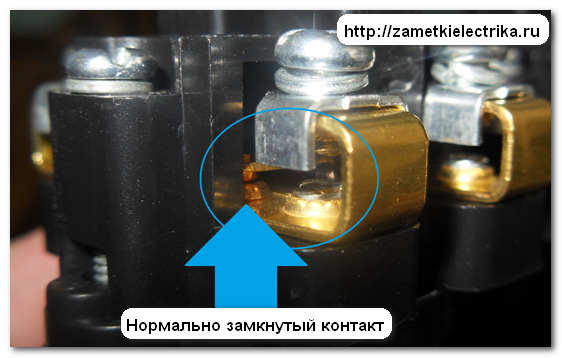 http://zametkielectrika.ru
Нормально замкнутый контакт